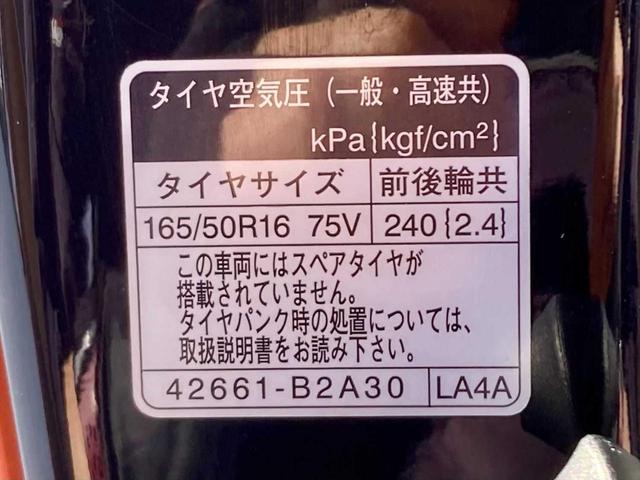 タイヤ空気圧（一般・高速共）
kPa{kgf/cm²}
タイヤサイズ 前後輪共
165/50R16 75V 240{2.4}
この車両にはスペアタイヤが
搭載されていません。
タイヤパンク時の処置については、
取扱説明書をお読み下さい。
42661-B2A30 LA4A